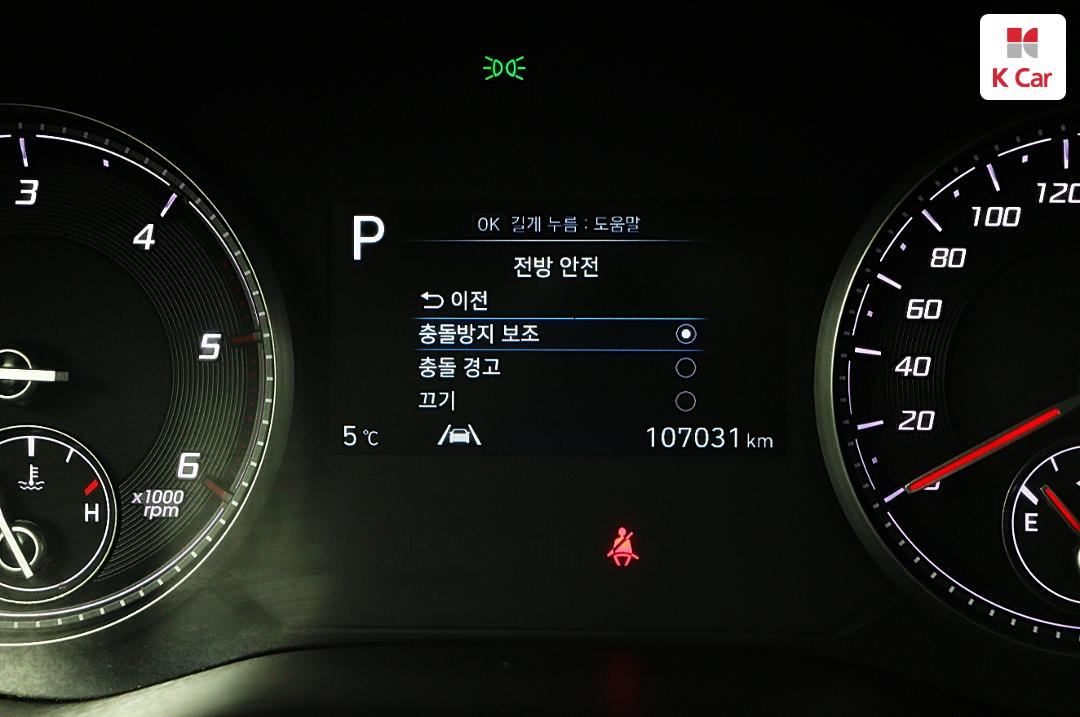 K Car
P
OK 길게 누름 : 도움말
전방 안전
이전
충돌방지 보조
충돌 경고
끄기
5 ℃
107031 km
3
4
5
6
x1000
rpm
H
120
100
80
60
40
20
E